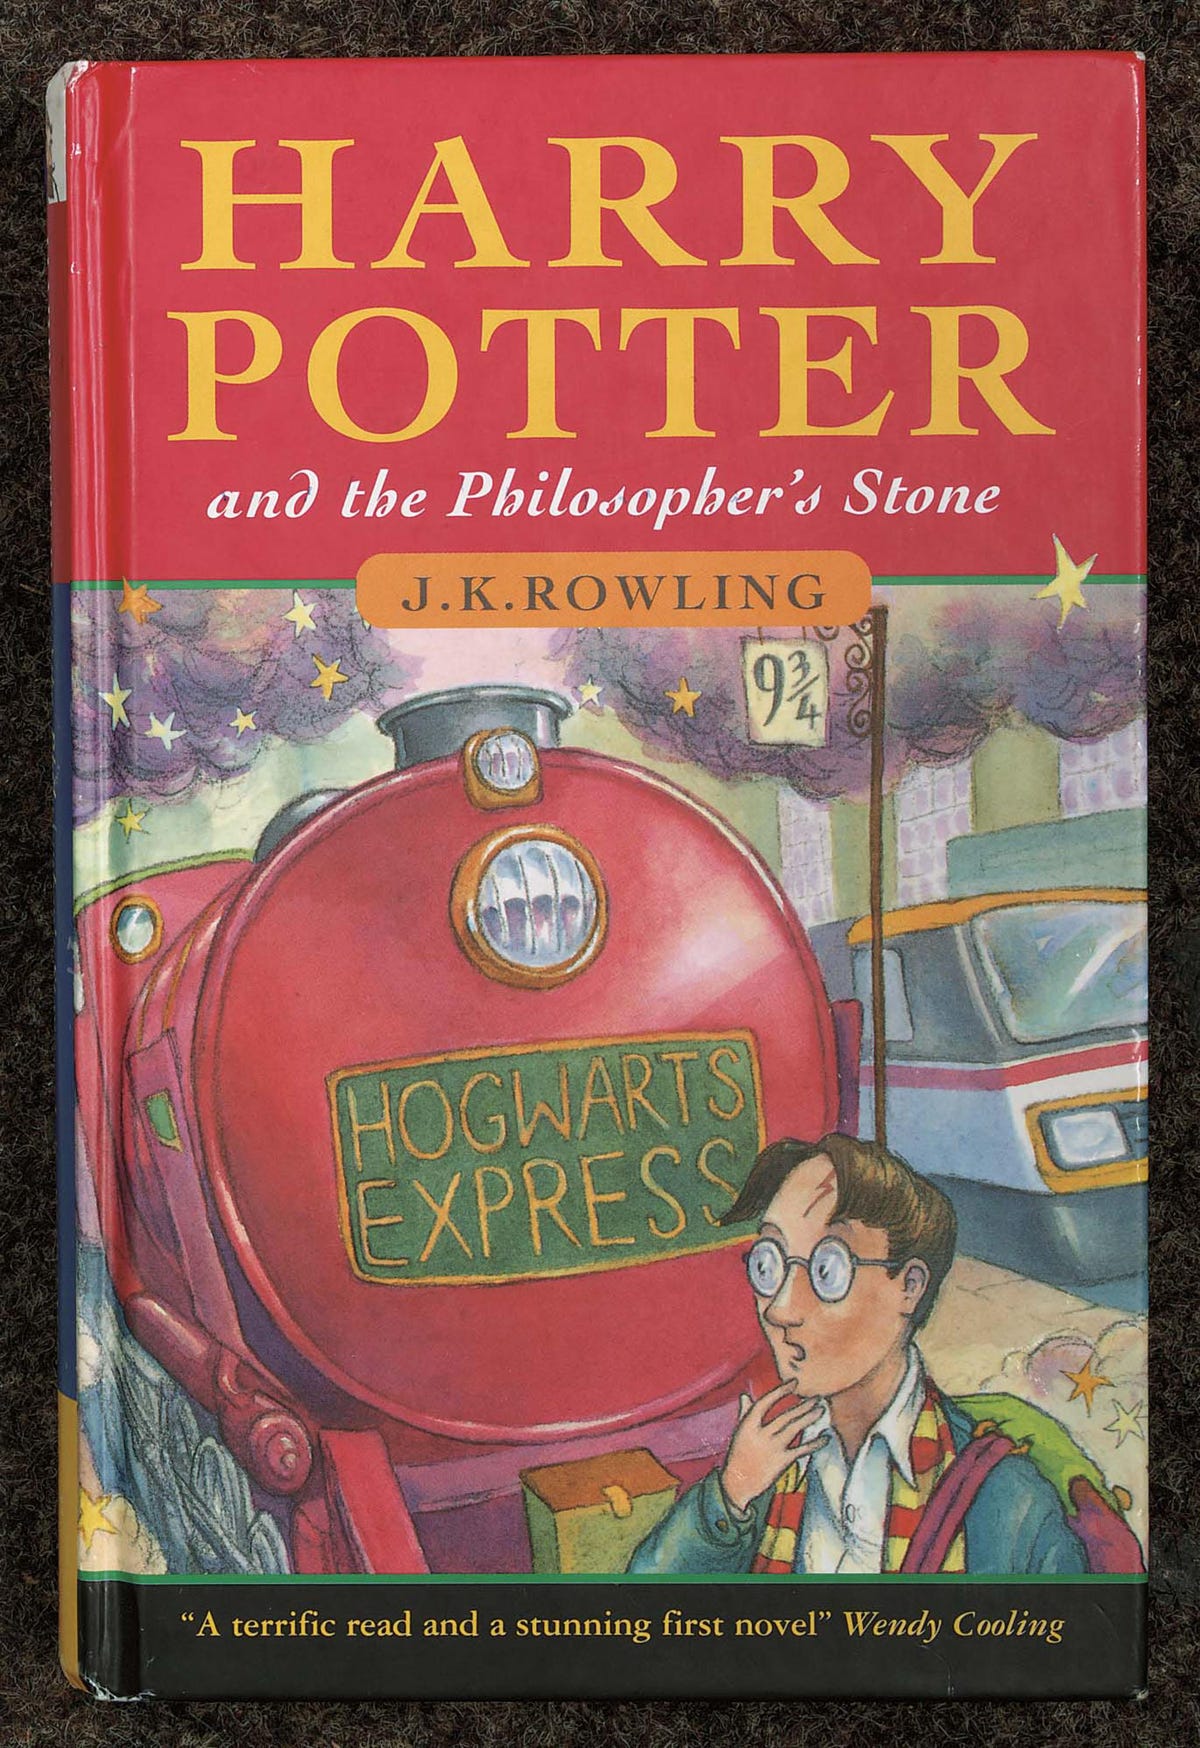 HARRY
POTTER
and the Philosopher's Stone
J.K.ROWLING
9¾
HOGWARTS
EXPRESS
“A terrific read and a stunning first novel” Wendy Cooling